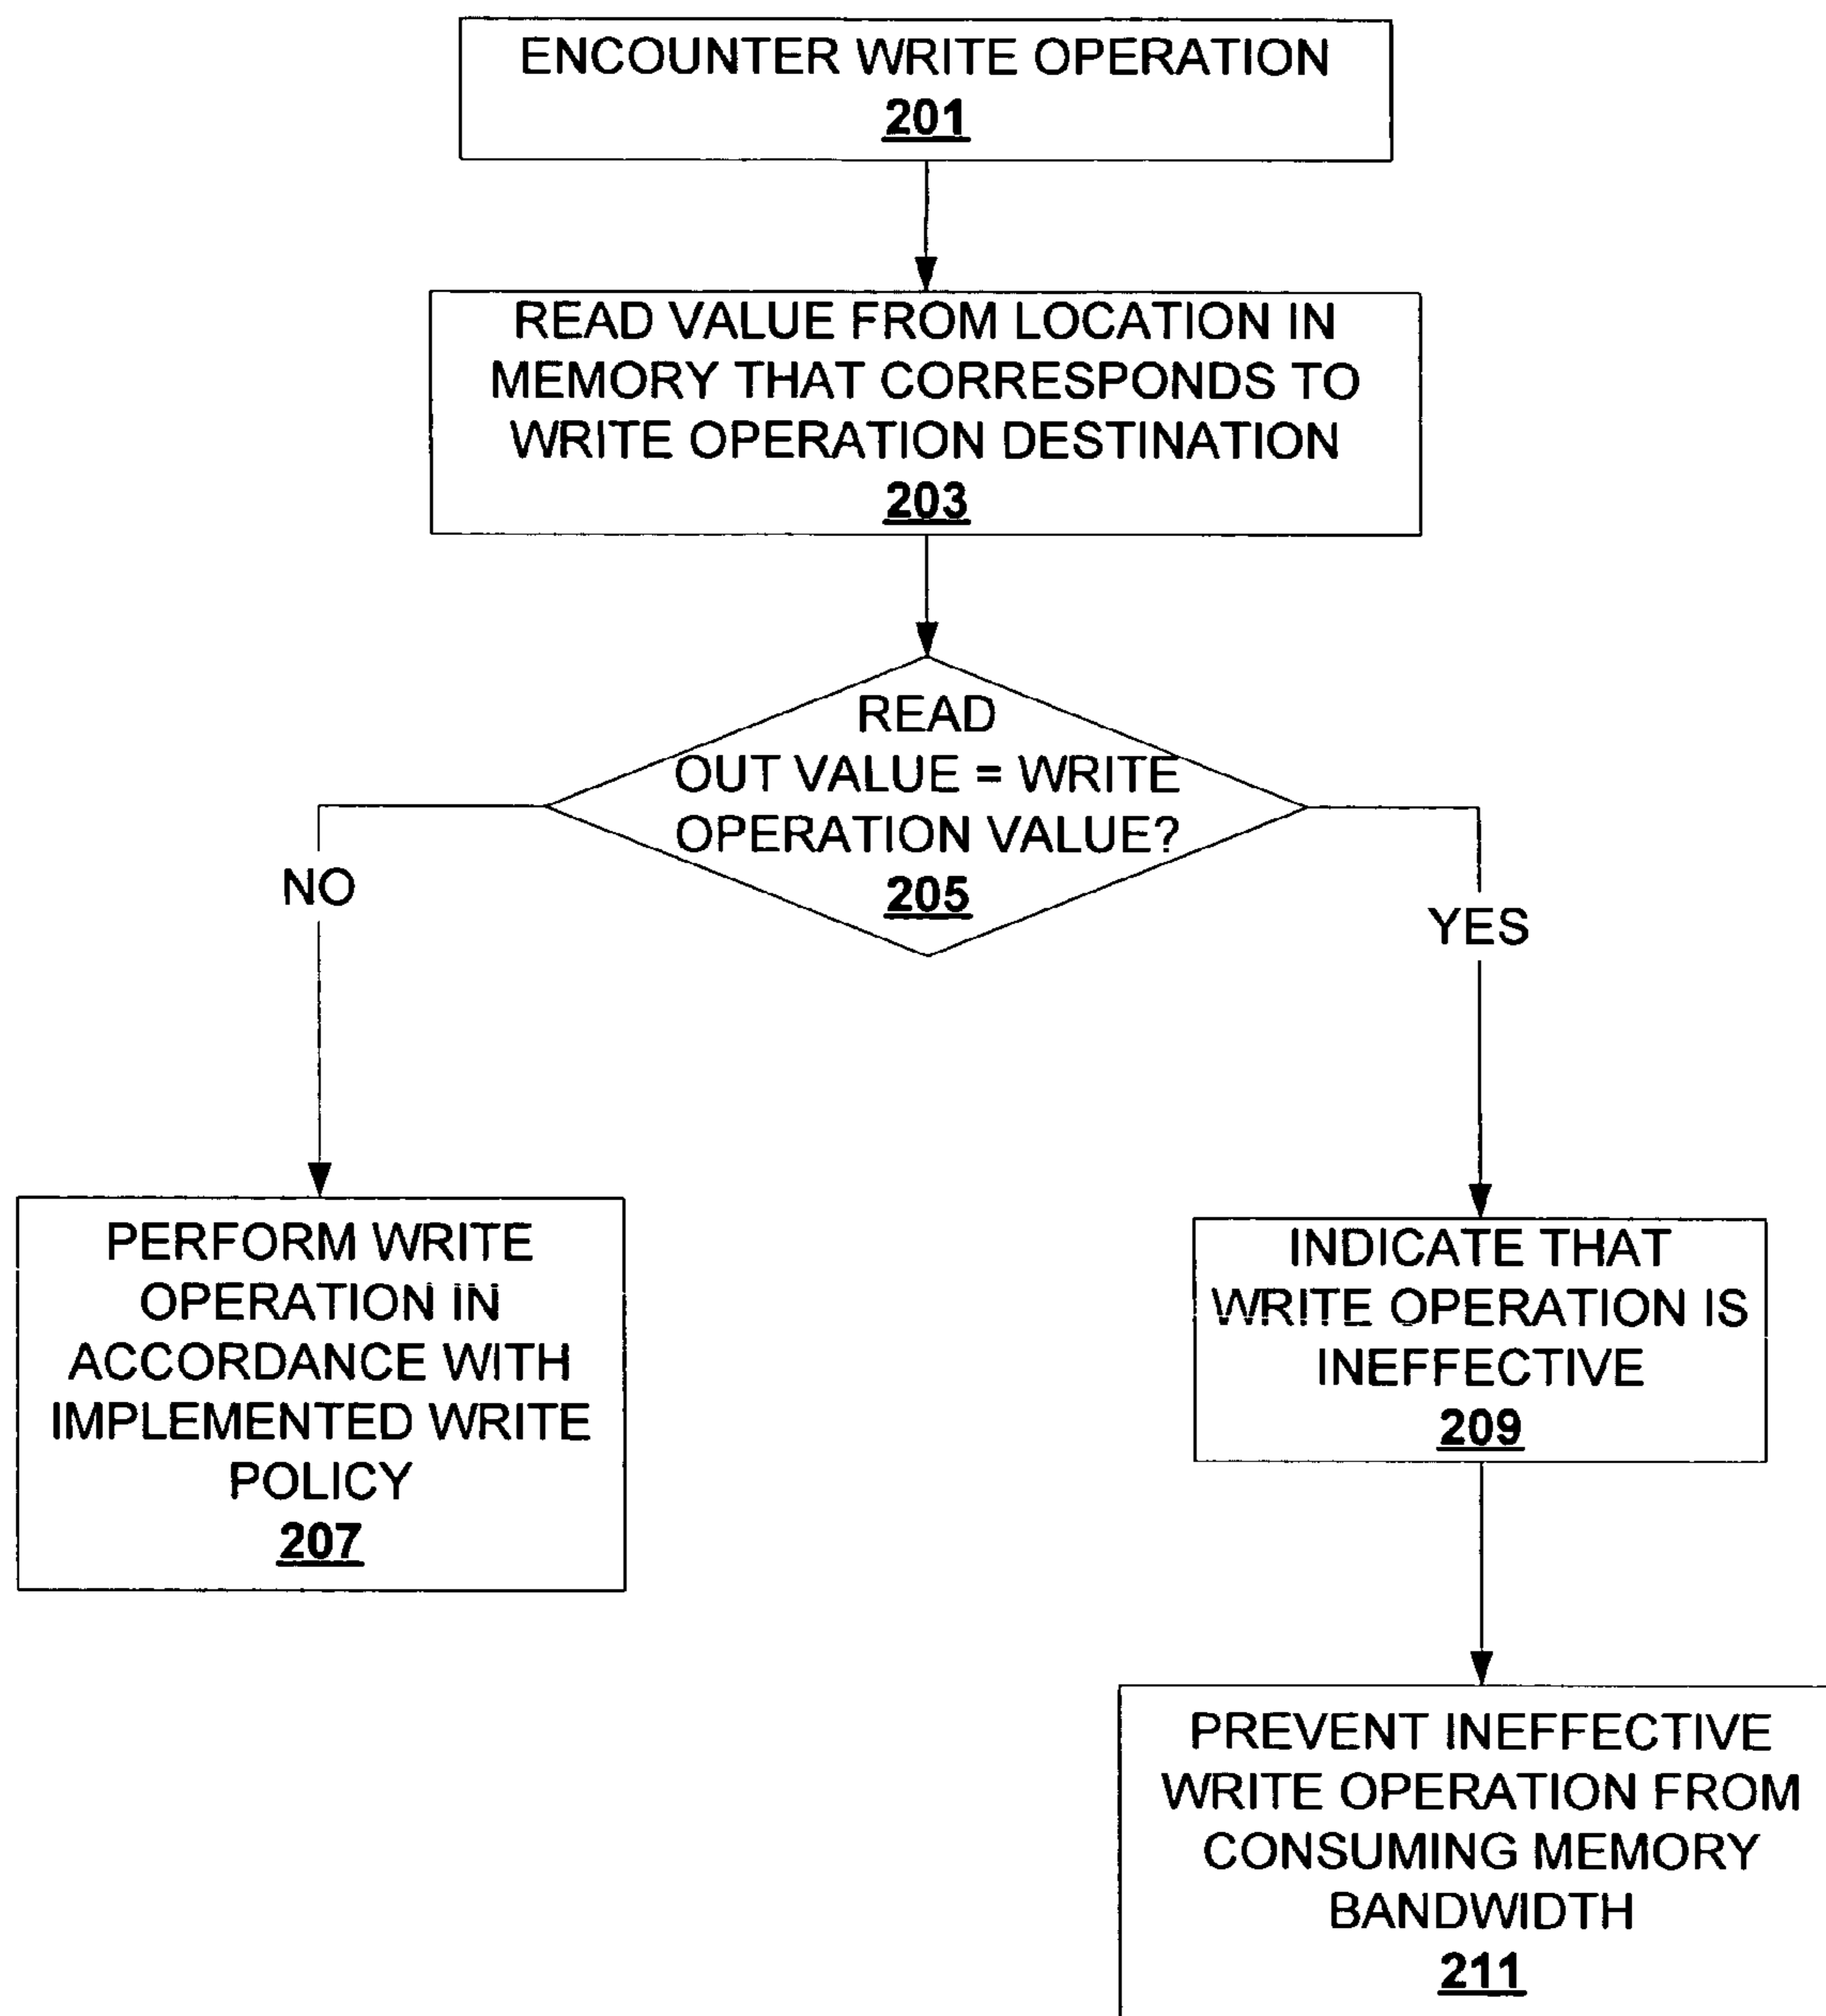 ENCOUNTER WRITE OPERATION
201
READ VALUE FROM LOCATION IN
MEMORY THAT CORRESPONDS TO
WRITE OPERATION DESTINATION
203
READ
OUT VALUE = WRITE
OPERATION VALUE?
205
NO
YES
PERFORM WRITE
OPERATION IN
ACCORDANCE WITH
IMPLEMENTED WRITE
POLICY
207
INDICATE THAT
WRITE OPERATION IS
INEFFECTIVE
209
PREVENT INEFFECTIVE
WRITE OPERATION FROM
CONSUMING MEMORY
BANDWIDTH
211